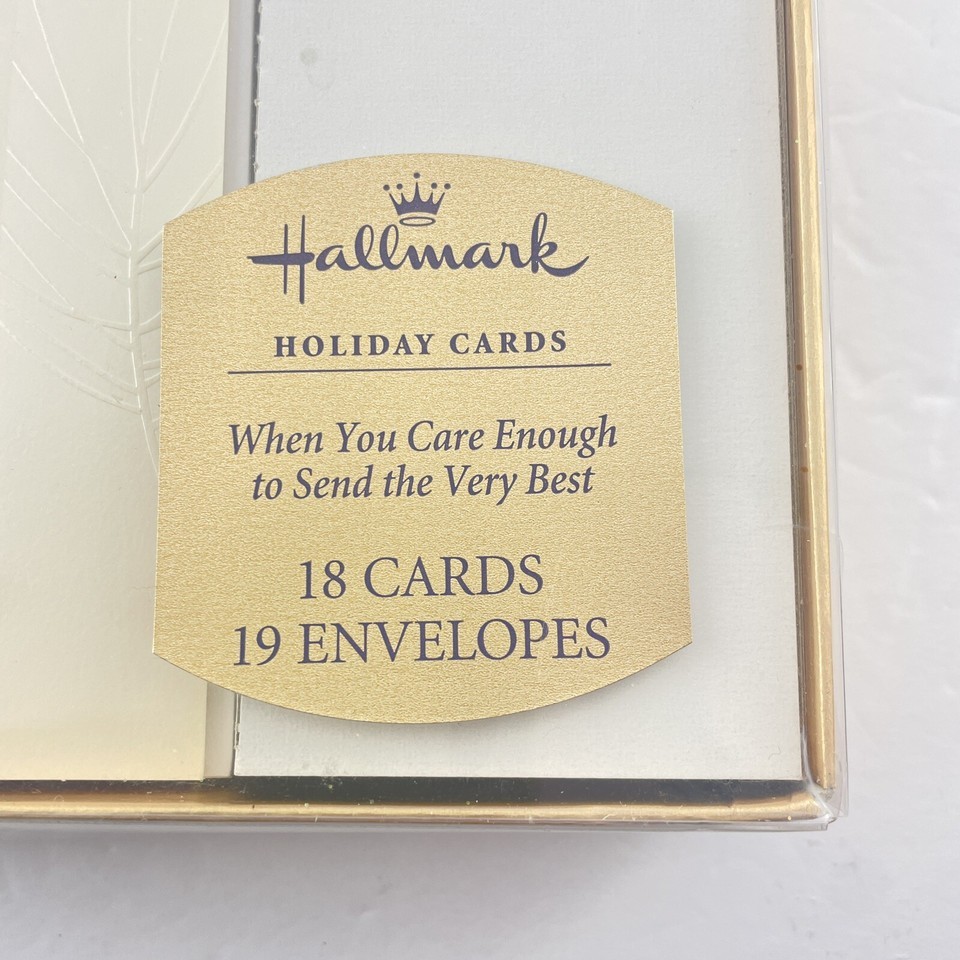 Hallmark
HOLIDAY CARDS
When You Care Enough
to Send the Very Best
18 CARDS
19 ENVELOPES